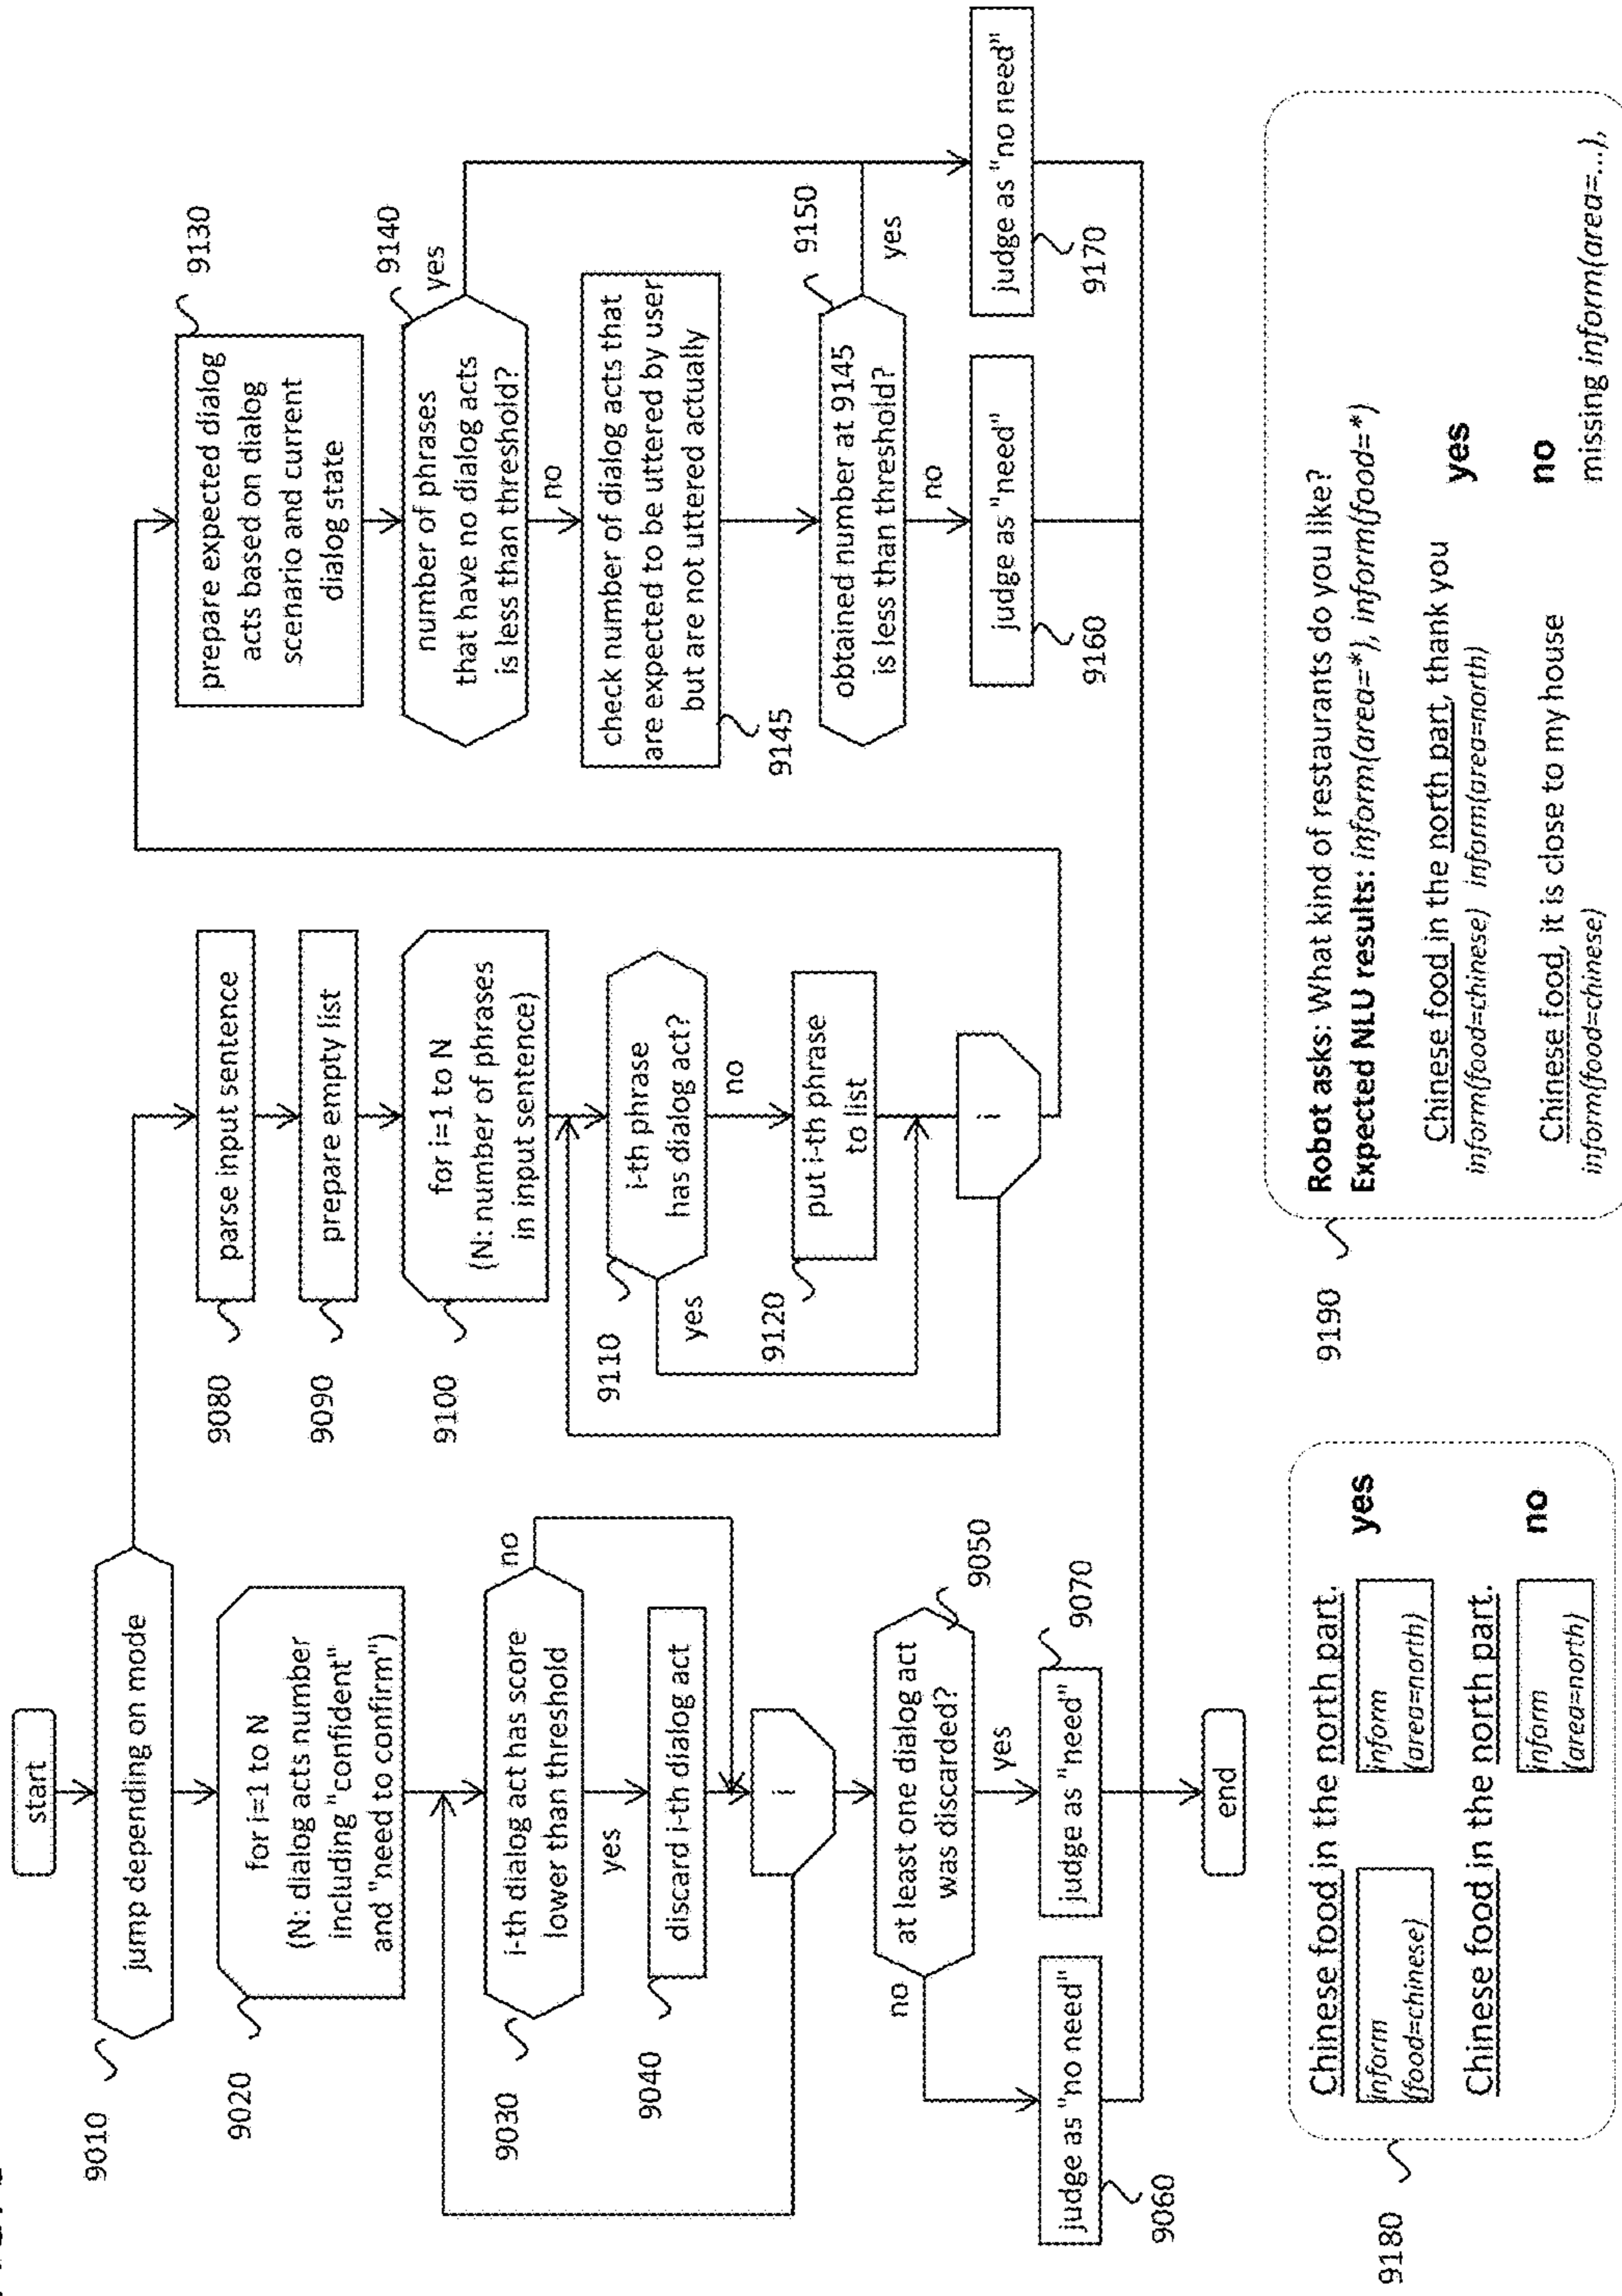 start
9010
jump depending on mode
9020
for i=1 to N
(N: dialog acts number
including "confident"
and "need to confirm")
9030
i-th dialog act has score
lower than threshold
no
yes
9040
discard i-th dialog act
i
at least one dialog act
was discarded?
9050
no
yes
judge as "no need"
9060
judge as "need"
9070
end
9080
parse input sentence
9090
prepare empty list
9100
for i=1 to N
(N: number of phrases
in input sentence)
9110
i-th phrase
has dialog act?
yes
no
9120
put i-th phrase
to list
i
prepare expected dialog
acts based on dialog
scenario and current
dialog state
9130
number of phrases
that have no dialog acts
is less than threshold?
9140
yes
no
check number of dialog acts that
are expected to be uttered by user
but are not uttered actually
9145
obtained number at 9145
is less than threshold?
9150
yes
no
judge as "need"
9160
judge as "no need"
9170
9180
Chinese food in the north part.
inform
(food=chinese)
inform
(area=north)
yes
Chinese food in the north part.
inform
(area=north)
no
9190
Robot asks: What kind of restaurants do you like?
Expected NLU results: inform(area=*), inform(food=*)
Chinese food in the north part, thank you
inform(food=chinese) inform(area=north)
yes
Chinese food, it is close to my house
inform(food=chinese)
no
missing inform(area=...),